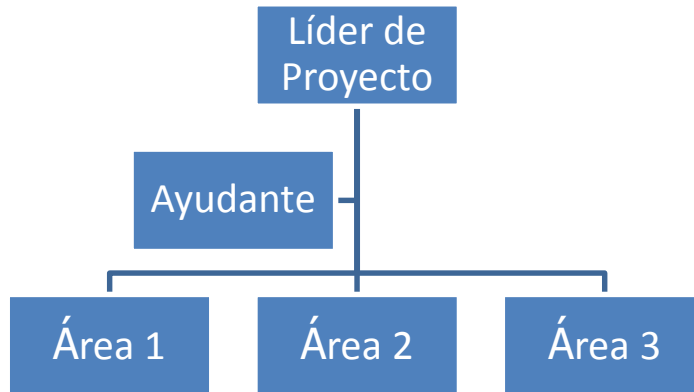 Líder de
Proyecto
Ayudante
Área 1
Área 2
Área 3